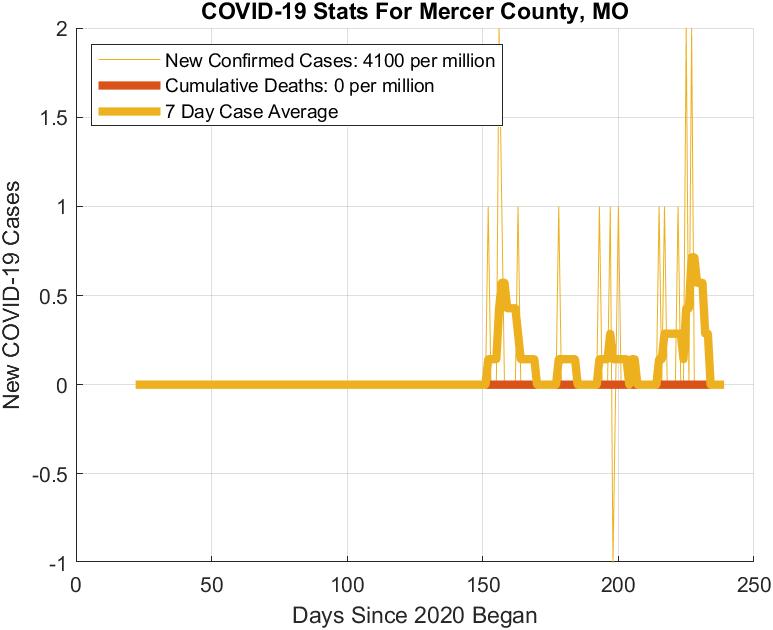 COVID-19 Stats For Mercer County, MO
New Confirmed Cases: 4100 per million
Cumulative Deaths: 0 per million
7 Day Case Average
New COVID-19 Cases
2
1.5
1
0.5
0
-0.5
-1
0 50 100 150 200 250
Days Since 2020 Began